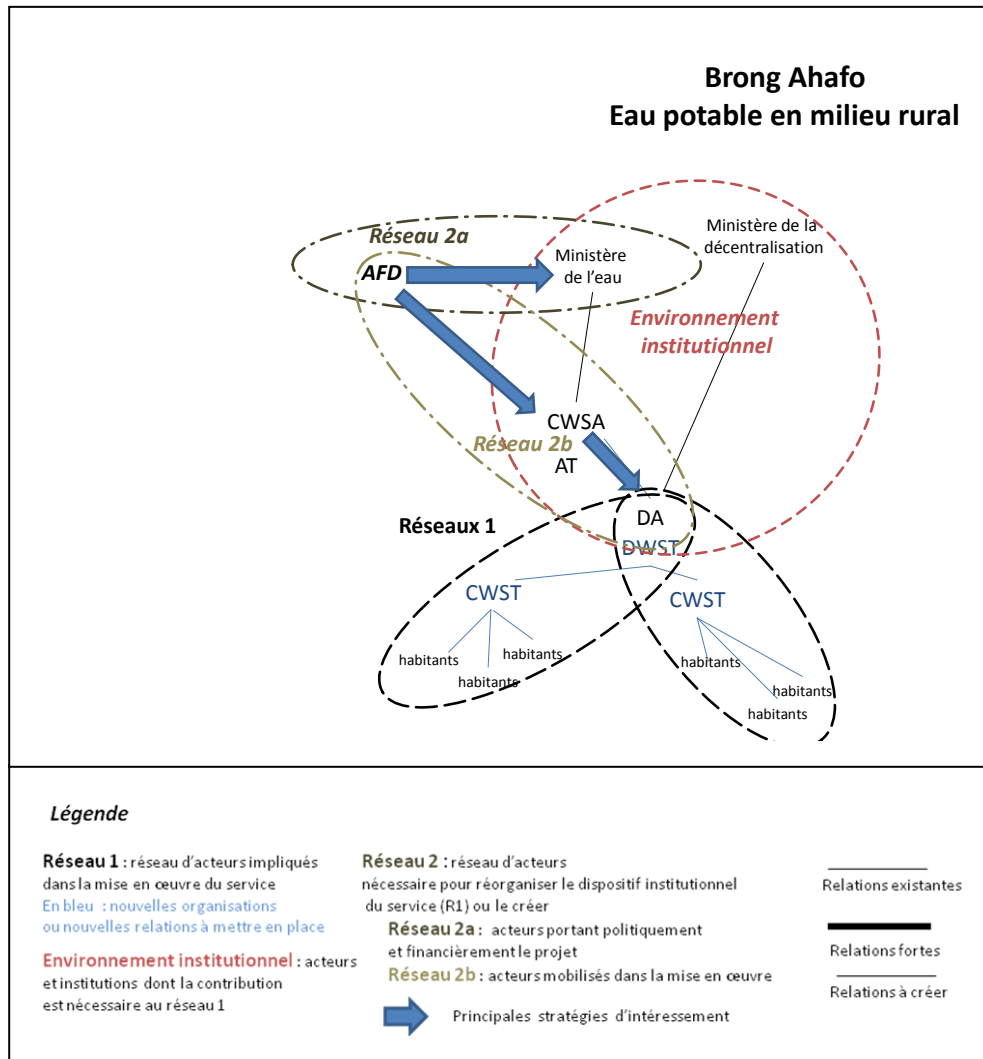 Brong Ahafo
Eau potable en milieu rural
Réseau 2a
AFD
Ministère
de l'eau
Ministère de la
décentralisation
Environnement
institutionnel
CWSA
Réseau 2b
AT
Réseaux 1
DA
DWST
CWST
CWST
habitants
habitants
habitants
habitants
habitants
habitants
Légende
Réseau 1 : réseau d'acteurs impliqués
dans la mise en œuvre du service
En bleu : nouvelles organisations
ou nouvelles relations à mettre en place
Environnement institutionnel : acteurs
et institutions dont la contribution
est nécessaire au réseau 1
Réseau 2 : réseau d'acteurs
nécessaire pour réorganiser le dispositif institutionnel
du service (R1) ou le créer
Réseau 2a : acteurs portant politiquement
et financièrement le projet
Réseau 2b : acteurs mobilisés dans la mise en œuvre
Principales stratégies d'intéressement
Relations existantes
Relations fortes
Relations à créer